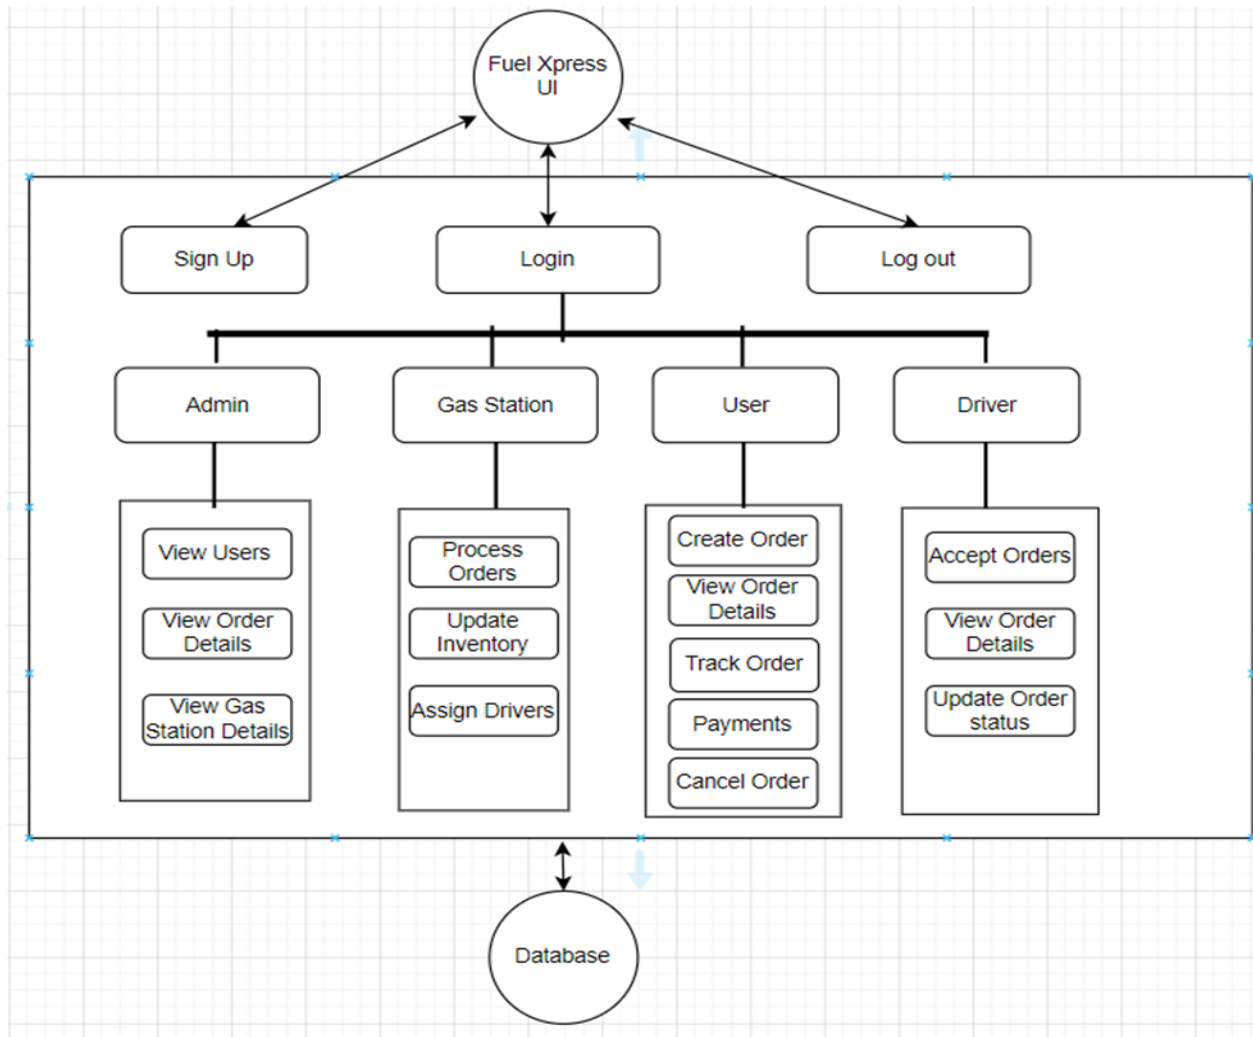 Fuel Xpress
UI
Sign Up
Login
Log out
Admin
Gas Station
User
Driver
View Users
View Order
Details
View Gas
Station Details
Process
Orders
Update
Inventory
Assign Drivers
Create Order
View Order
Details
Track Order
Payments
Cancel Order
Accept Orders
View Order
Details
Update Order
status
Database